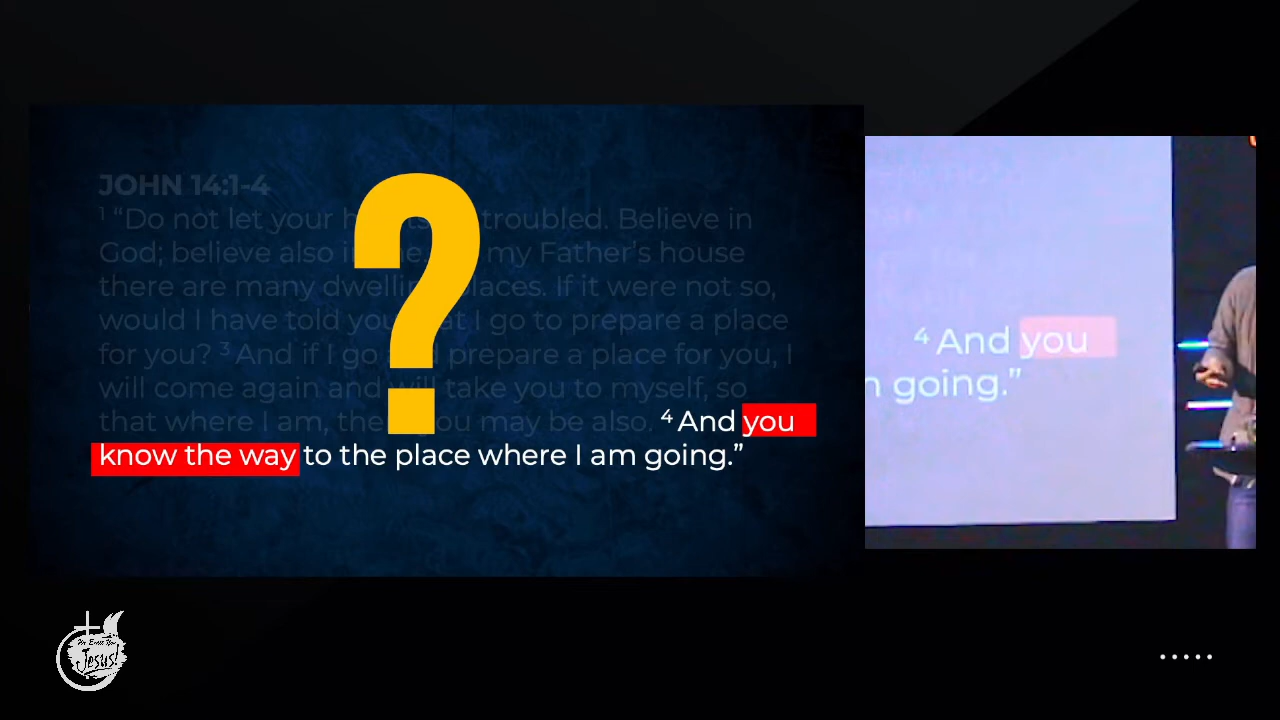 JOHN 14:1-4
1 “Do not let your h troubled. Believe in
God; believe also i e. my Father’s house
there are many dwellin laces. If it were not so,
would I have told you t I go to prepare a place
for you? 3 And if I go d prepare a place for you, I
will come again and will take you to myself, so
that where I am, the ou may be also. 4 And you
know the way to the place where I am going.”
?
4 And you
going.”
Jesus!